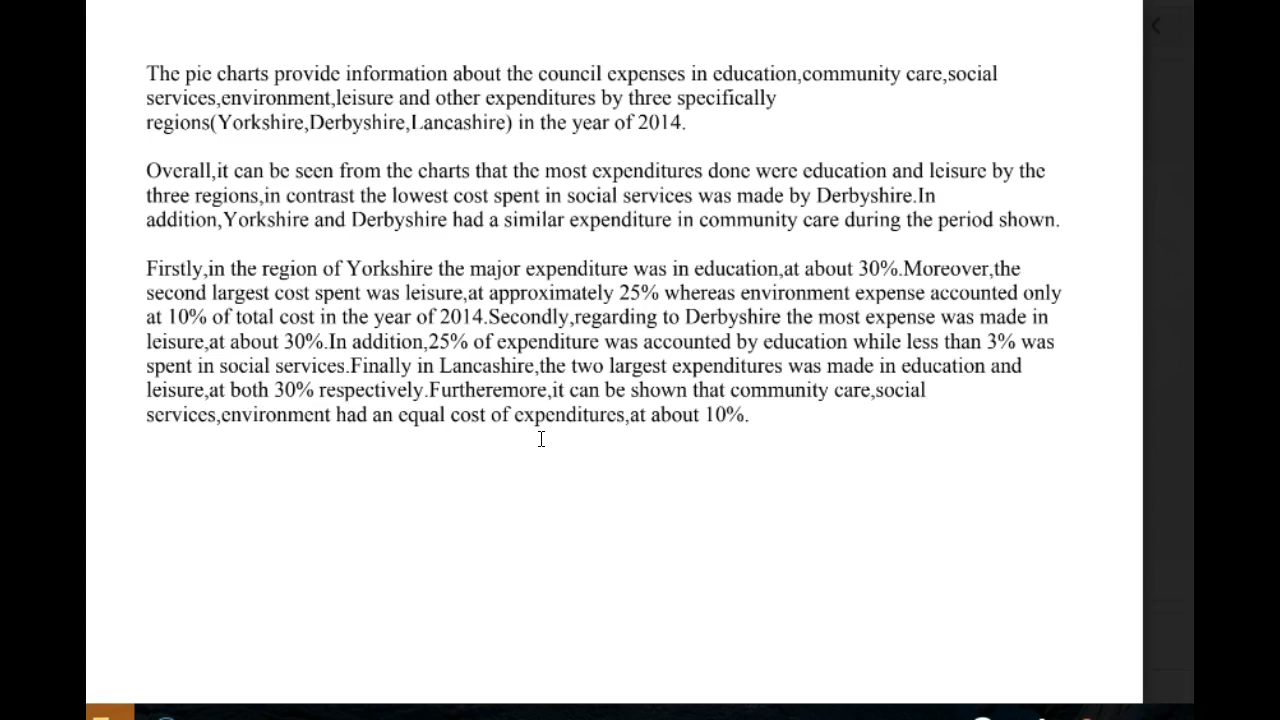 The pie charts provide information about the council expenses in education,community care,social
services,environment,leisure and other expenditures by three specifically
regions(Yorkshire,Derbyshire,Lancashire) in the year of 2014.
Overall,it can be seen from the charts that the most expenditures done were education and leisure by the
three regions,in contrast the lowest cost spent in social services was made by Derbyshire.In
addition,Yorkshire and Derbyshire had a similar expenditure in community care during the period shown.
Firstly,in the region of Yorkshire the major expenditure was in education,at about 30%.Moreover,the
second largest cost spent was leisure,at approximately 25% whereas environment expense accounted only
at 10% of total cost in the year of 2014.Secondly,regarding to Derbyshire the most expense was made in
leisure,at about 30%.In addition,25% of expenditure was accounted by education while less than 3% was
spent in social services.Finally in Lancashire,the two largest expenditures was made in education and
leisure,at both 30% respectively.Furtheremore,it can be shown that community care,social
services,environment had an equal cost of expenditures,at about 10%.